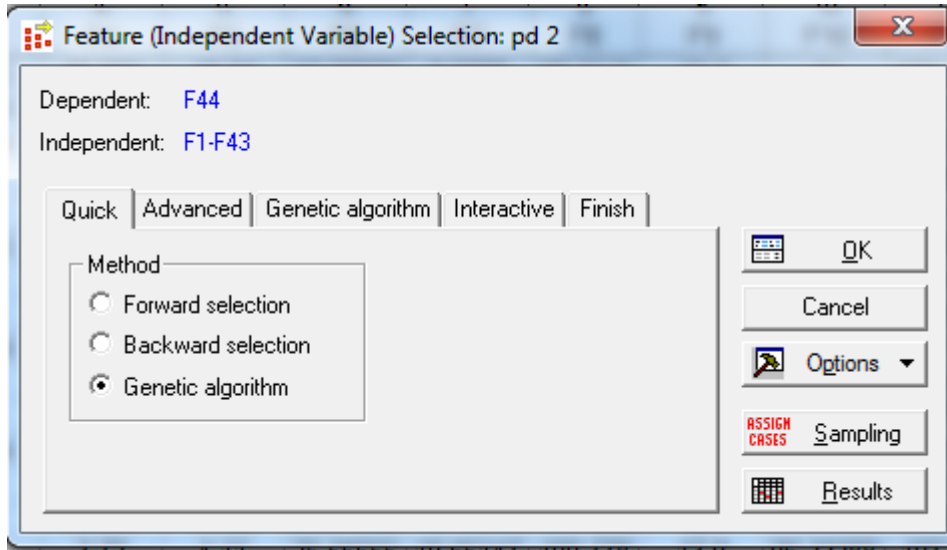 Feature (Independent Variable) Selection: pd 2
Dependent: F44
Independent: F1-F43
Quick Advanced Genetic algorithm Interactive Finish
Method
Forward selection
Backward selection
Genetic algorithm
OK
Cancel
Options
ASSIGN CASES Sampling
Results